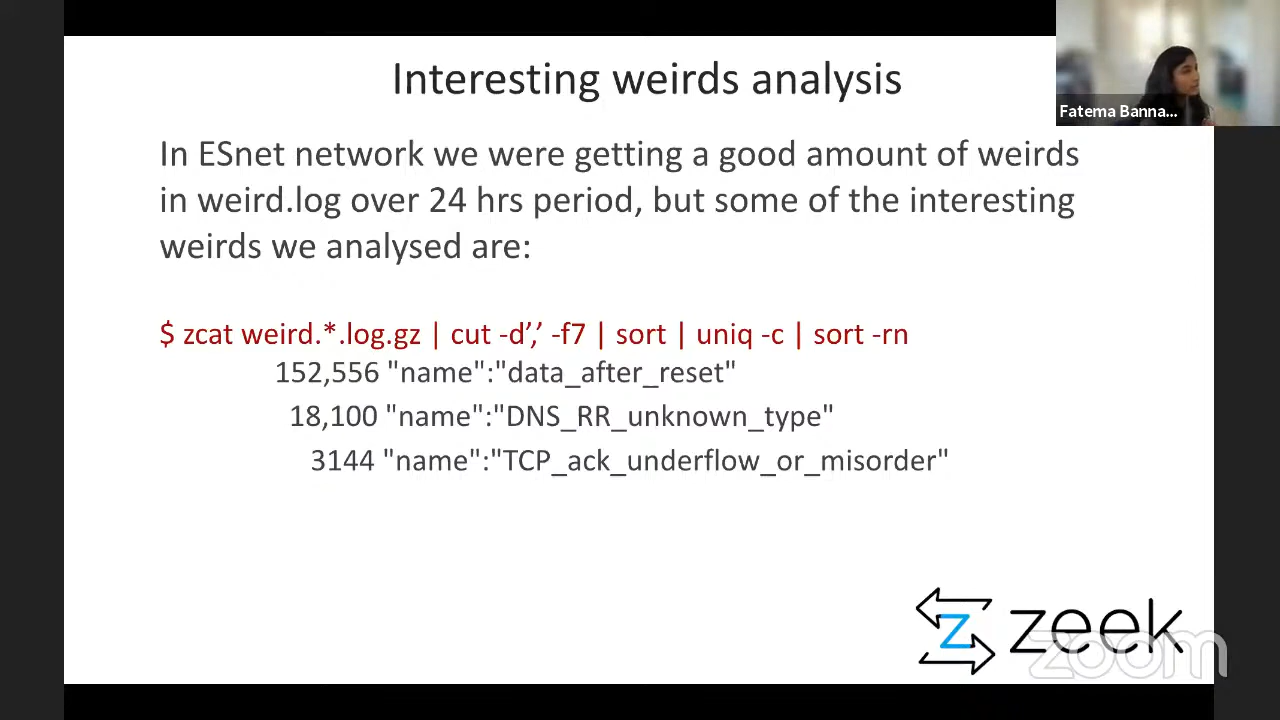 Interesting weirds analysis
Fatema Banna...
In ESnet network we were getting a good amount of weirds
in weird.log over 24 hrs period, but some of the interesting
weirds we analysed are:
$ zcat weird.*.log.gz | cut -d’,’ -f7 | sort | uniq -c | sort -rn
152,556 "name":"data_after_reset"
18,100 "name":"DNS_RR_unknown_type"
3144 "name":"TCP_ack_underflow_or_misorder"
z zeek
zoom